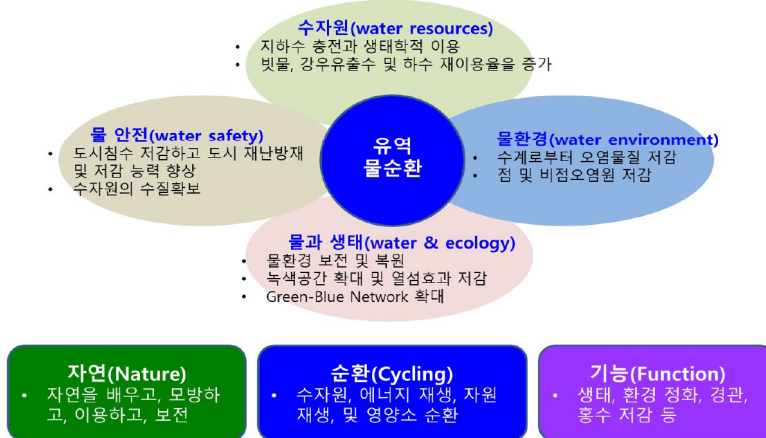 수자원(water resources)
• 지하수 충전과 생태학적 이용
• 빗물, 강우유출수 및 하수 재이용율을 증가
물 안전(water safety)
• 도시침수 저감하고 도시 재난방재
및 저감 능력 향상
• 수자원의 수질확보
유역
물순환
물환경(water environment)
• 수계로부터 오염물질 저감
• 점 및 비점오염원 저감
물과 생태(water & ecology)
• 물환경 보전 및 복원
• 녹색공간 확대 및 열섬효과 저감
• Green-Blue Network 확대
자연(Nature)
• 자연을 배우고, 모방하
고, 이용하고, 보전
순환(Cycling)
• 수자원, 에너지 재생, 자원
재생, 및 영양소 순환
기능(Function)
• 생태, 환경 정화, 경관,
홍수 저감 등